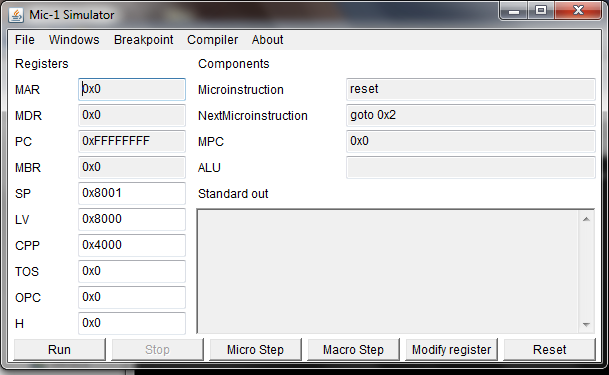 Mic-1 Simulator
File Windows Breakpoint Compiler About
Registers Components
MAR 0x0 Microinstruction reset
MDR 0x0 NextMicroinstruction goto 0x2
PC 0xFFFFFFFF MPC 0x0
MBR 0x0 ALU
SP 0x8001 Standard out
LV 0x8000
CPP 0x4000
TOS 0x0
OPC 0x0
H 0x0
Run Stop Micro Step Macro Step Modify register Reset